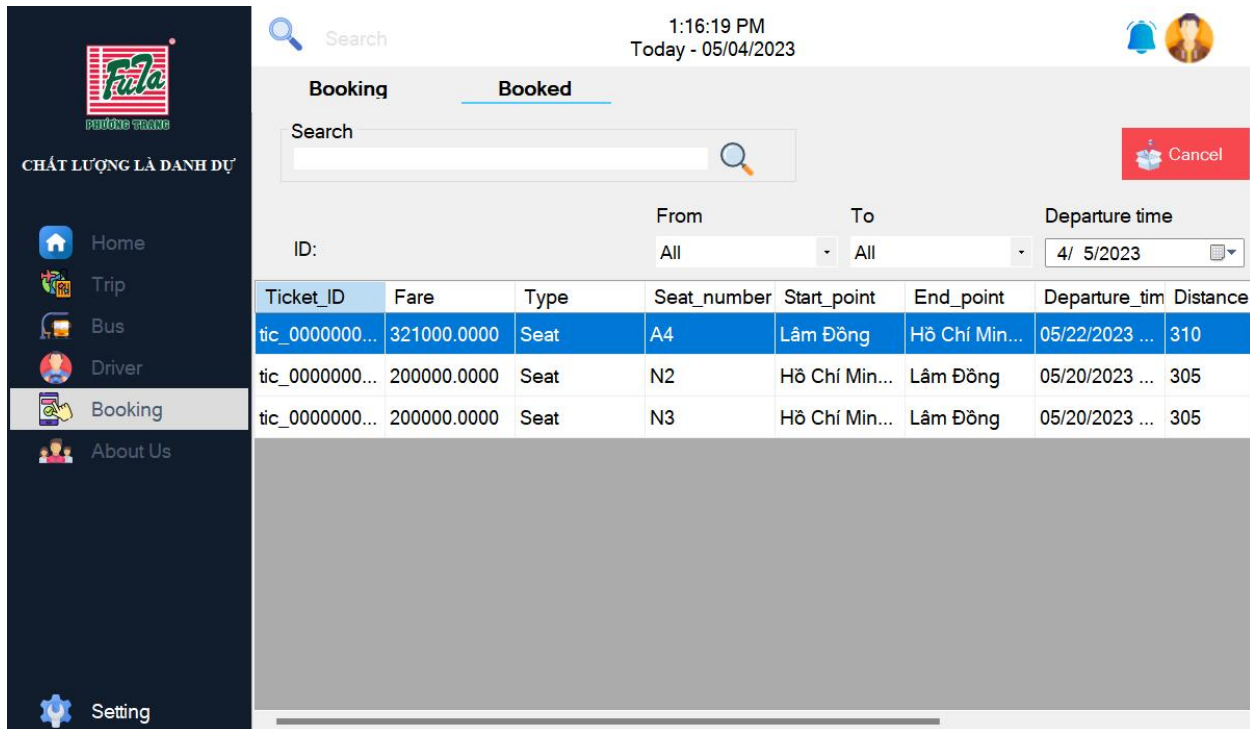 FuTa
PHƯƠNG TRANG
CHẤT LƯỢNG LÀ DANH DỰ
Home
Trip
Bus
Driver
Booking
About Us
Setting
Search
1:16:19 PM
Today - 05/04/2023
Booking Booked
Search
Cancel
From To Departure time
ID: All All 4/ 5/2023
Ticket_ID Fare Type Seat_number Start_point End_point Departure_tim Distance
tic_0000000... 321000.0000 Seat A4 Lâm Đồng Hồ Chí Min... 05/22/2023 ... 310
tic_0000000... 200000.0000 Seat N2 Hồ Chí Min... Lâm Đồng 05/20/2023 ... 305
tic_0000000... 200000.0000 Seat N3 Hồ Chí Min... Lâm Đồng 05/20/2023 ... 305